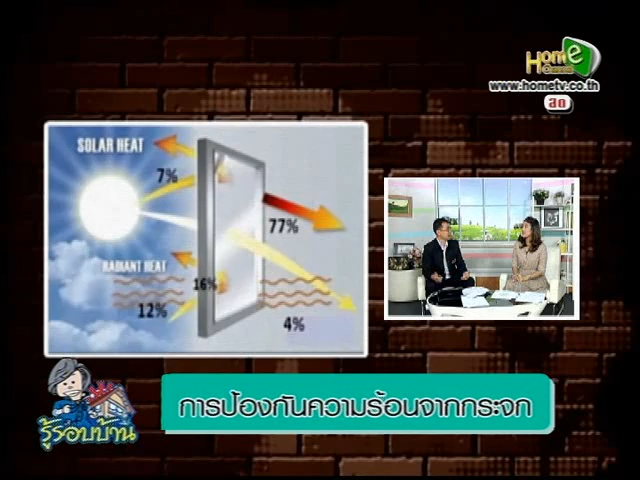 Home
www.hometv.co.th
สด
SOLAR HEAT
7%
77%
RADIANT HEAT
16%
12%
4%
การป้องกันความร้อนจากกระจก
รู้รอบบ้าน